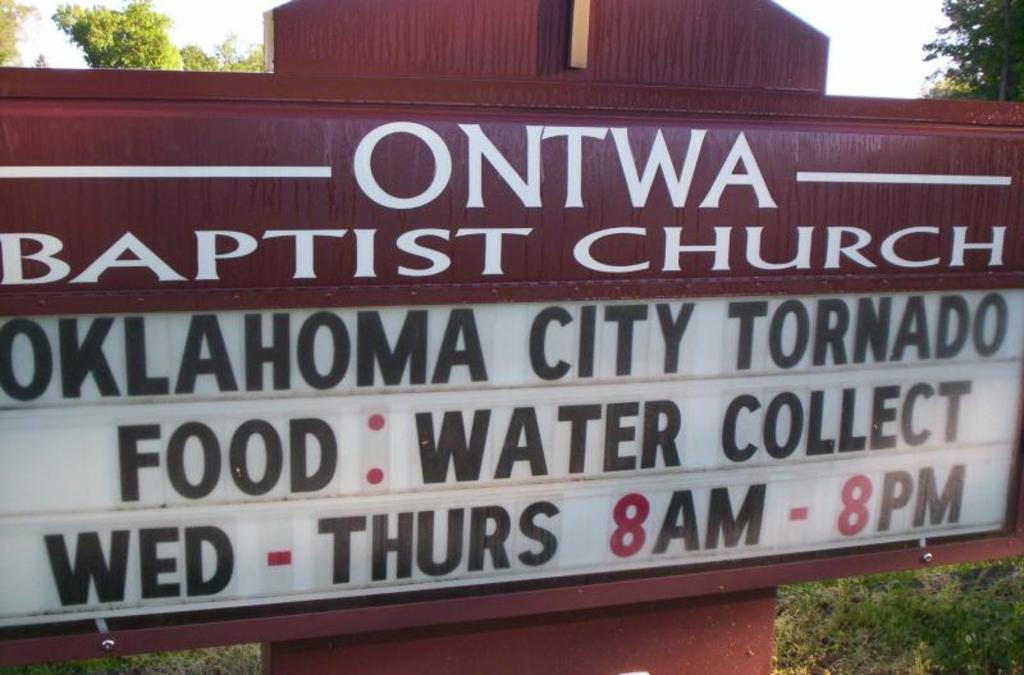 ONTWA
BAPTIST CHURCH
OKLAHOMA CITY TORNADO
FOOD : WATER COLLECT
WED - THURS 8AM - 8PM